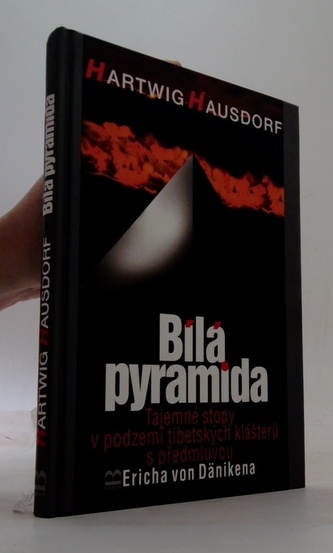 HARTWIG HAUSDORF
Bílá
pyramida
Tajemné stopy
v podzemí tibetských klášterů
s předmluvou
Ericha von Dänikena
HARTWIG HAUSDORF Bílá pyramida
B